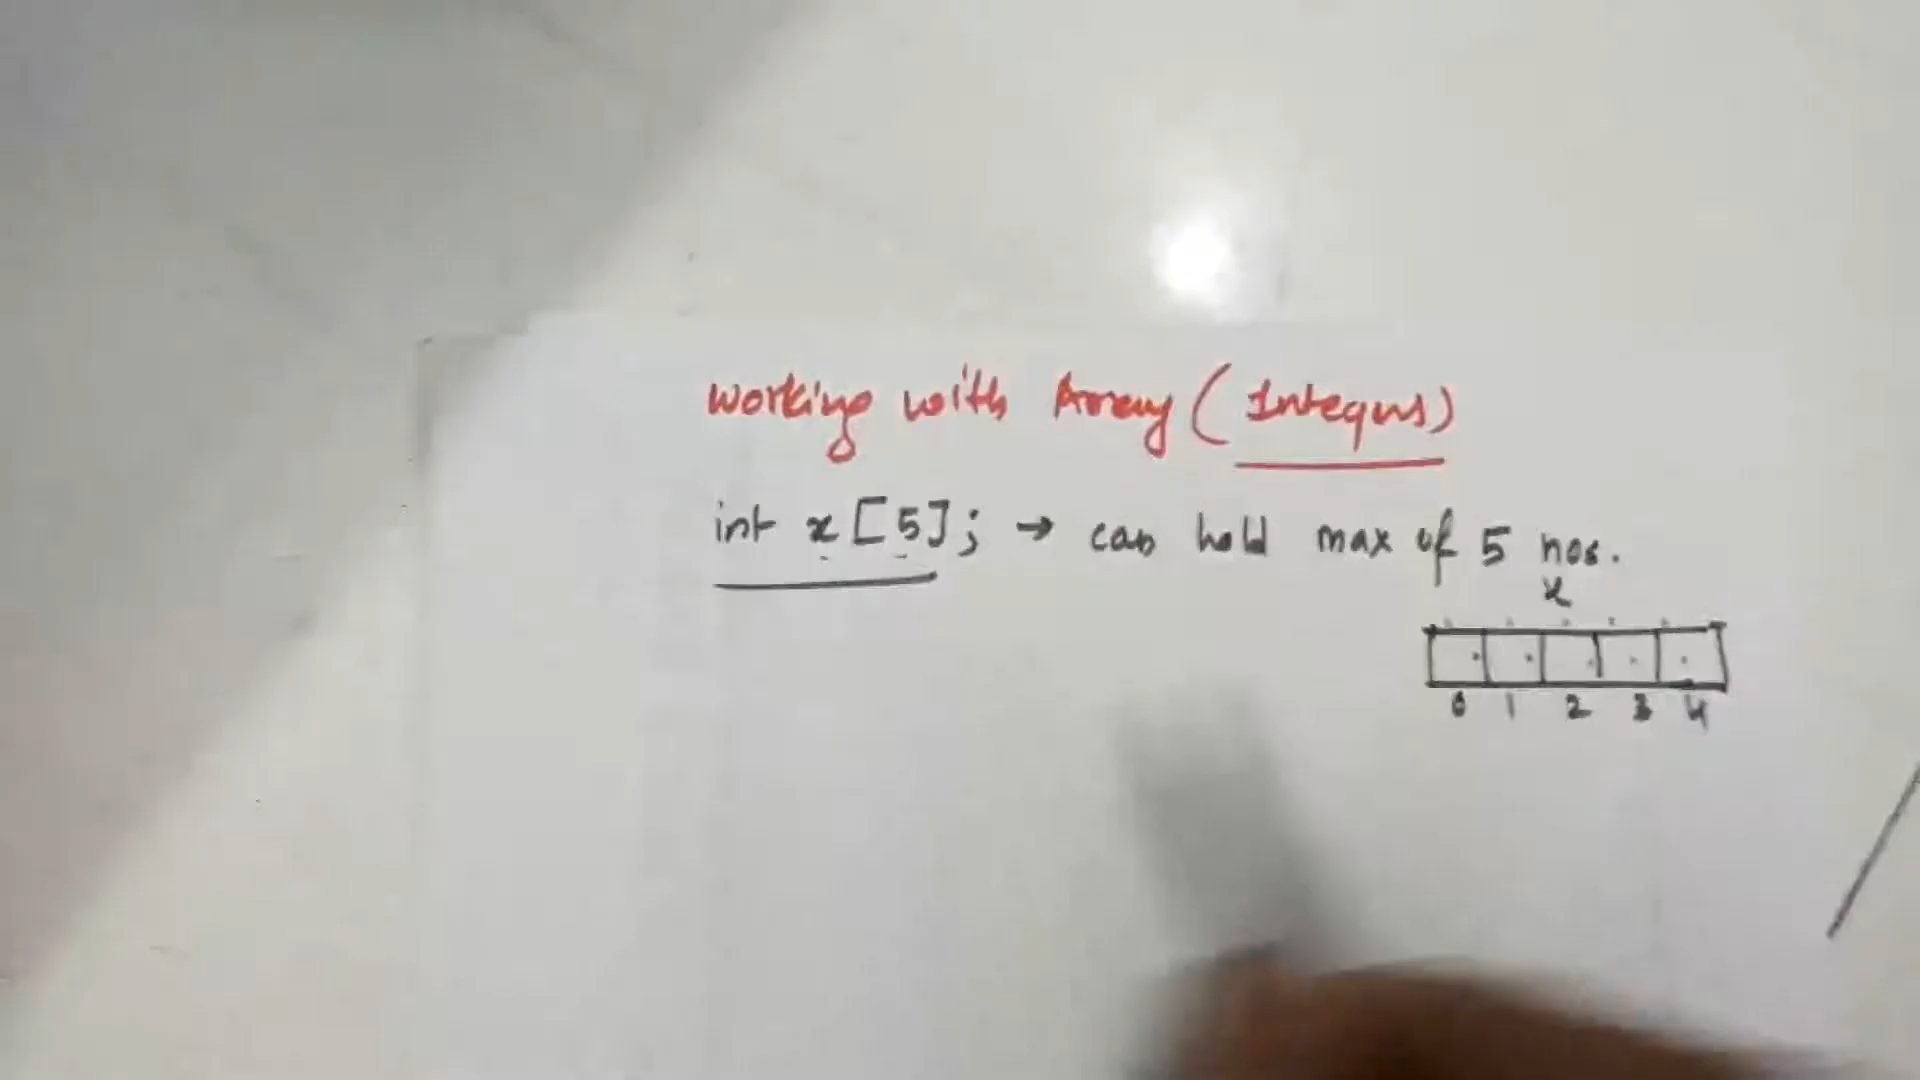 Working with Array (Integers)
int x[5]; → can hold max of 5 nos.
x
0 1 2 3 4